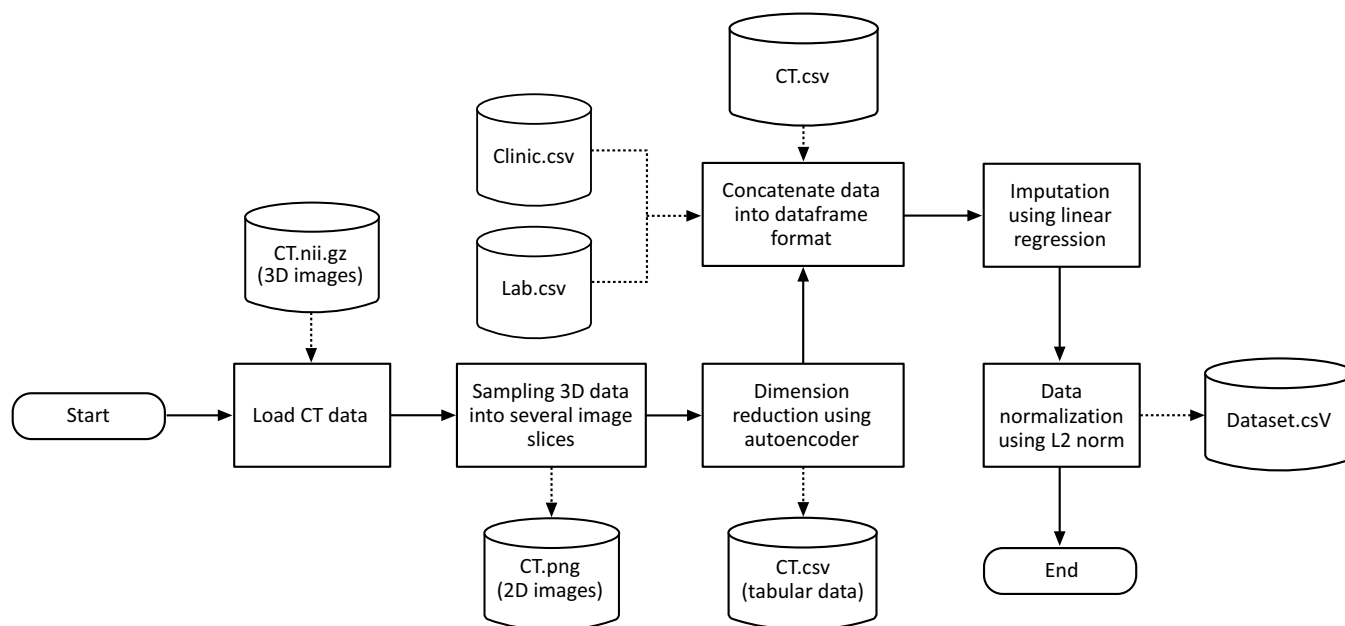 CT.csv
Clinic.csv
Concatenate data
into dataframe
format
Imputation
using linear
regression
CT.nii.gz
(3D images)
Lab.csv
Start
Load CT data
Sampling 3D data
into several image
slices
Dimension
reduction using
autoencoder
Data
normalization
using L2 norm
Dataset.csV
CT.png
(2D images)
CT.csv
(tabular data)
End